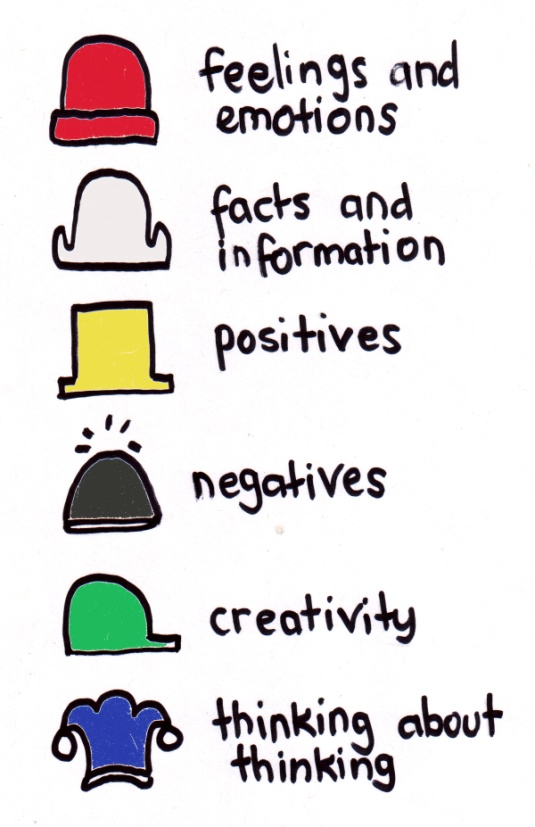 feelings and
emotions
facts and
information
positives
negatives
creativity
thinking about
thinking